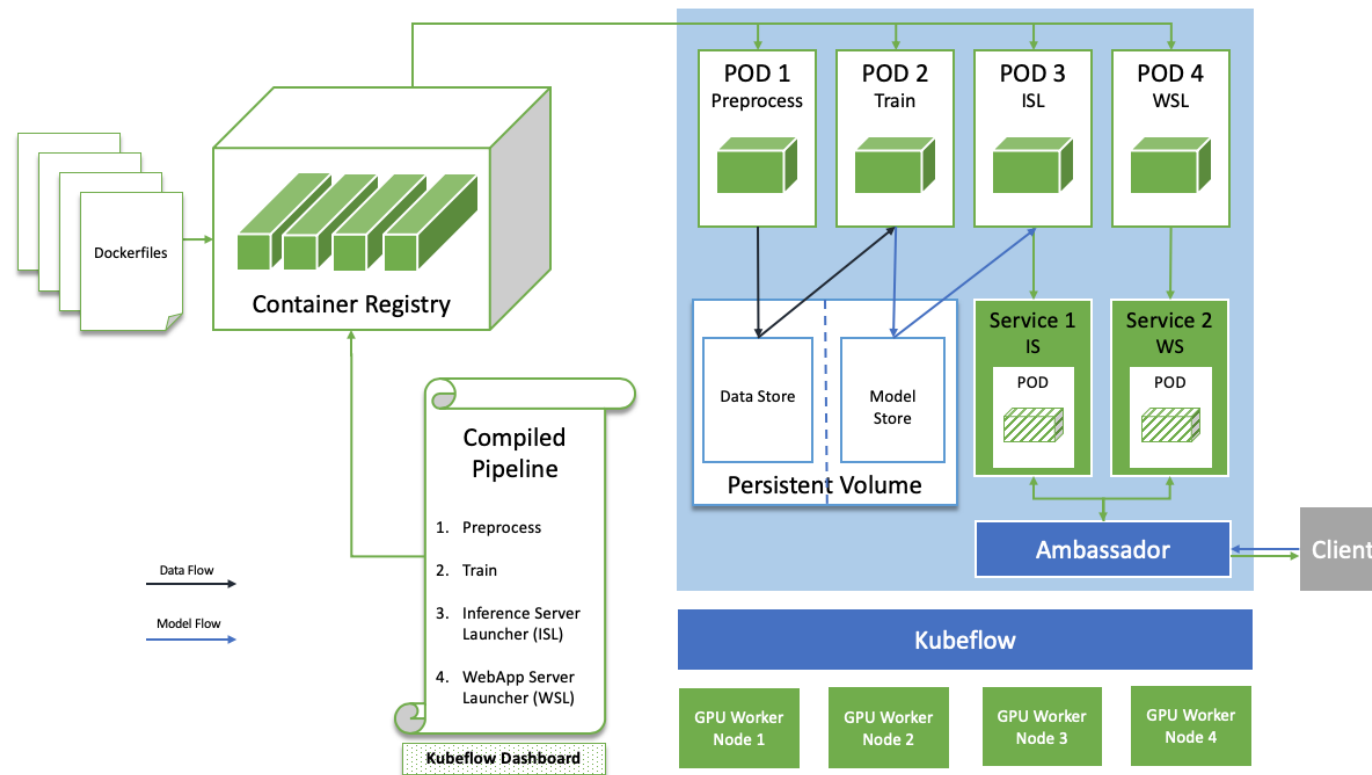 Dockerfiles
Container Registry
Compiled
Pipeline
1. Preprocess
2. Train
3. Inference Server
Launcher (ISL)
4. WebApp Server
Launcher (WSL)
Kubeflow Dashboard
Data Flow
Model Flow
POD 1
Preprocess
POD 2
Train
POD 3
ISL
POD 4
WSL
Data Store
Model
Store
Persistent Volume
Service 1
IS
POD
Service 2
WS
POD
Ambassador
Client
Kubeflow
GPU Worker
Node 1
GPU Worker
Node 2
GPU Worker
Node 3
GPU Worker
Node 4